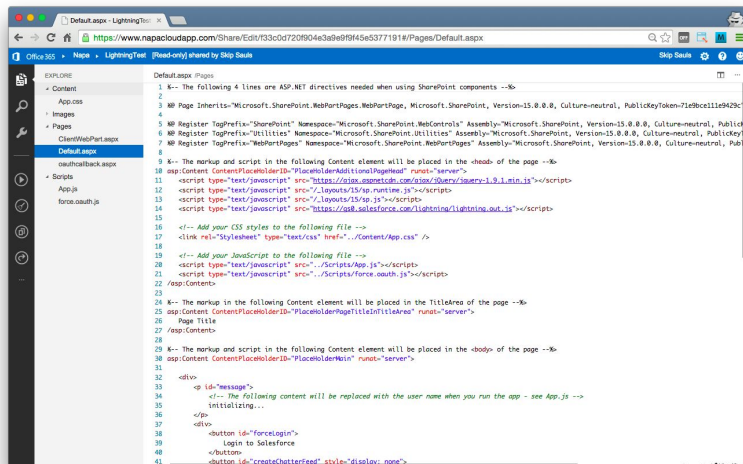 Default.aspx - LightningTest
https://www.napacloudapp.com/Share/Edit/f33c0d720f904e3a9e9f9f45e5377191#/Pages/Default.aspx
OFF M
Office 365 Napa LightningTest [Read-only] shared by Skip Sauls Skip Sauls
EXPLORE
Content
App.css
Images
Pages
ClientWebPart.aspx
Default.aspx
oauthcallback.aspx
Scripts
App.js
force.oauth.js
Default.aspx /Pages
1 %-- The following 4 lines are ASP.NET directives needed when using SharePoint components --%>
2
3 %@ Page Inherits="Microsoft.SharePoint.WebPartPages.WebPartPage, Microsoft.SharePoint, Version=15.0.0.0, Culture=neutral, PublicKeyToken=71e9bce111e9429c
4
5 %@ Register TagPrefix="SharePoint" Namespace="Microsoft.SharePoint.WebControls" Assembly="Microsoft.SharePoint, Version=15.0.0.0, Culture=neutral, PublicK
6 %@ Register TagPrefix="Utilities" Namespace="Microsoft.SharePoint.Utilities" Assembly="Microsoft.SharePoint, Version=15.0.0.0, Culture=neutral, PublicKeyT
7 %@ Register TagPrefix="WebPartPages" Namespace="Microsoft.SharePoint.WebPartPages" Assembly="Microsoft.SharePoint, Version=15.0.0.0, Culture=neutral, Publ
8
9 %-- The markup and script in the following Content element will be placed in the <head> of the page --%>
10 asp:Content ContentPlaceHolderID="PlaceHolderAdditionalPageHead" runat="server">
11 <script type="text/javascript" src="https://ajax.aspnetcdn.com/ajax/jQuery/jquery-1.9.1.min.js"></script>
12 <script type="text/javascript" src="/_layouts/15/sp.runtime.js"></script>
13 <script type="text/javascript" src="/_layouts/15/sp.js"></script>
14 <script type="text/javascript" src="https://gs0.salesforce.com/lightning/lightning.out.js"></script>
15
16 <!-- Add your CSS styles to the following file -->
17 <link rel="Stylesheet" type="text/css" href="../Content/App.css" />
18
19 <!-- Add your JavaScript to the following file -->
20 <script type="text/javascript" src="../Scripts/App.js"></script>
21 <script type="text/javascript" src="../Scripts/force.oauth.js"></script>
22 /asp:Content>
23
24 %-- The markup in the following Content element will be placed in the TitleArea of the page --%>
25 asp:Content ContentPlaceHolderID="PlaceHolderPageTitleInTitleArea" runat="server">
26 Page Title
27 /asp:Content>
28
29 %-- The markup and script in the following Content element will be placed in the <body> of the page --%>
30 asp:Content ContentPlaceHolderID="PlaceHolderMain" runat="server">
31
32 <div>
33 <p id="message">
34 <!-- The following content will be replaced with the user name when you run the app - see App.js -->
35 initializing...
36 </p>
37 <div>
38 <button id="forceLogin">
39 Login to Salesforce
40 </button>
41 <button id="createChatterFeed" style="display: none">